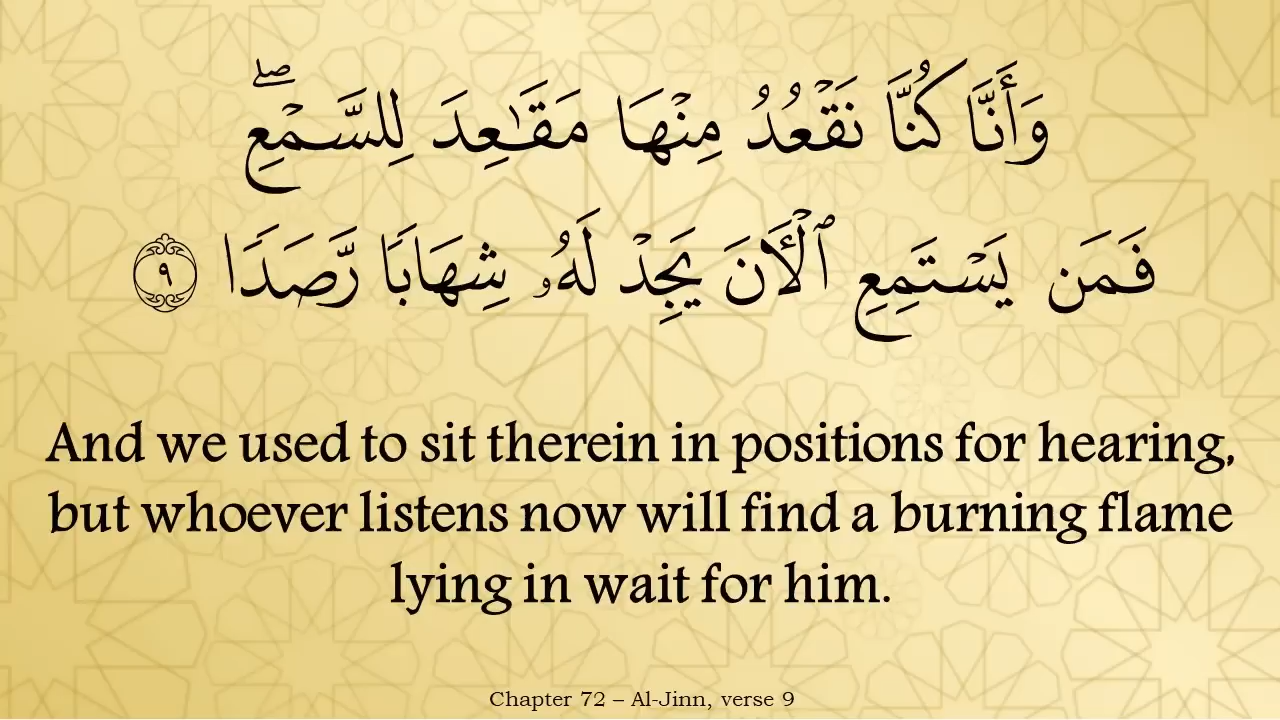 وَأَنَّا كُنَّا نَقْعُدُ مِنْهَا مَقَـٰعِدَ لِلسَّمْعِ ۖ
فَمَن يَسْتَمِعِ ٱلْـَٔانَ يَجِدْ لَهُۥ شِهَابًا رَّصَدًا ٩
And we used to sit therein in positions for hearing,
but whoever listens now will find a burning flame
lying in wait for him.
Chapter 72 – Al-Jinn, verse 9